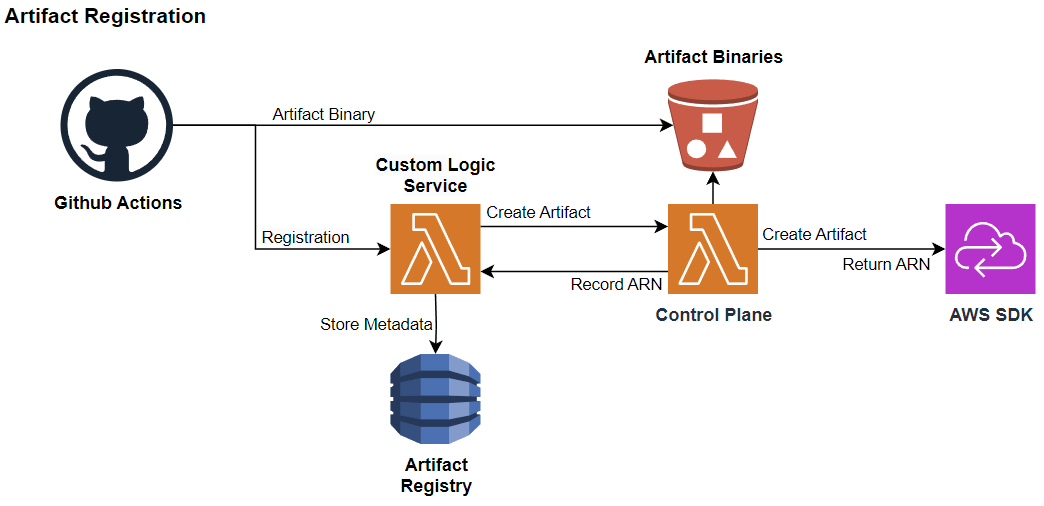 Artifact Registration
Artifact Binaries
Artifact Binary
Custom Logic
Service
Github Actions
Create Artifact
Registration
Create Artifact
Return ARN
Record ARN
Control Plane
AWS SDK
Store Metadata
Artifact
Registry